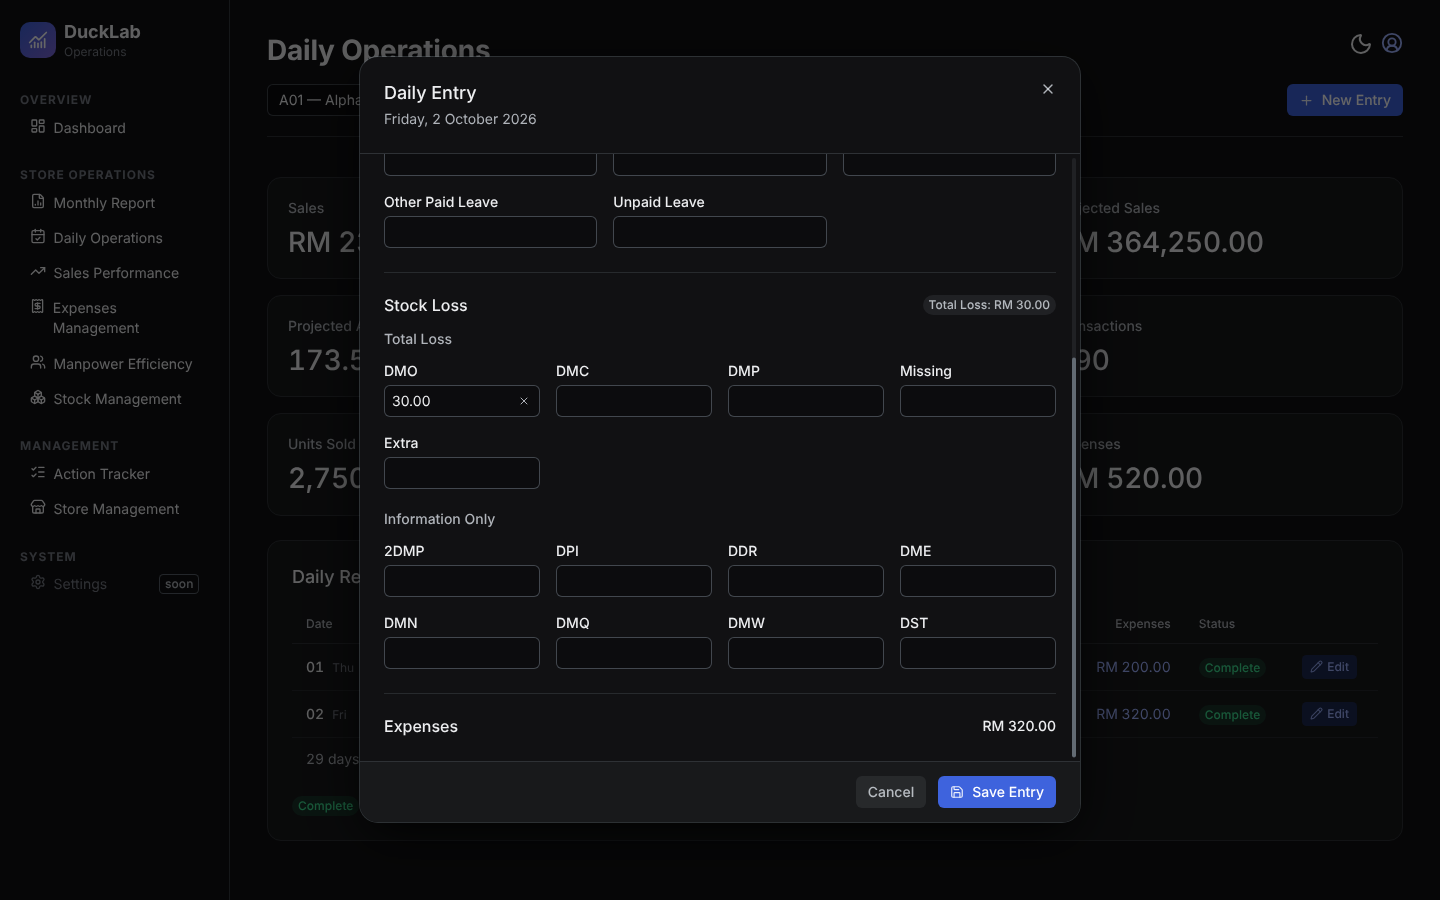 DuckLab
Operations
OVERVIEW
Dashboard
STORE OPERATIONS
Monthly Report
Daily Operations
Sales Performance
Expenses
Management
Manpower Efficiency
Stock Management
MANAGEMENT
Action Tracker
Store Management
SYSTEM
Settings
soon
Daily Operations
A01 — Alpha
New Entry
Sales
RM 23
ected Sales
M 364,250.00
Projected A
173.5
nsactions
90
Units Sold
2,750
enses
M 520.00
Daily Re
Date
Expenses
Status
01 Thu
RM 200.00
Complete
Edit
02 Fri
RM 320.00
Complete
Edit
29 days
Complete
Daily Entry
Friday, 2 October 2026
Other Paid Leave
Unpaid Leave
Stock Loss
Total Loss: RM 30.00
Total Loss
DMO
DMC
DMP
Missing
30.00
Extra
Information Only
2DMP
DPI
DDR
DME
DMN
DMQ
DMW
DST
Expenses
RM 320.00
Cancel
Save Entry